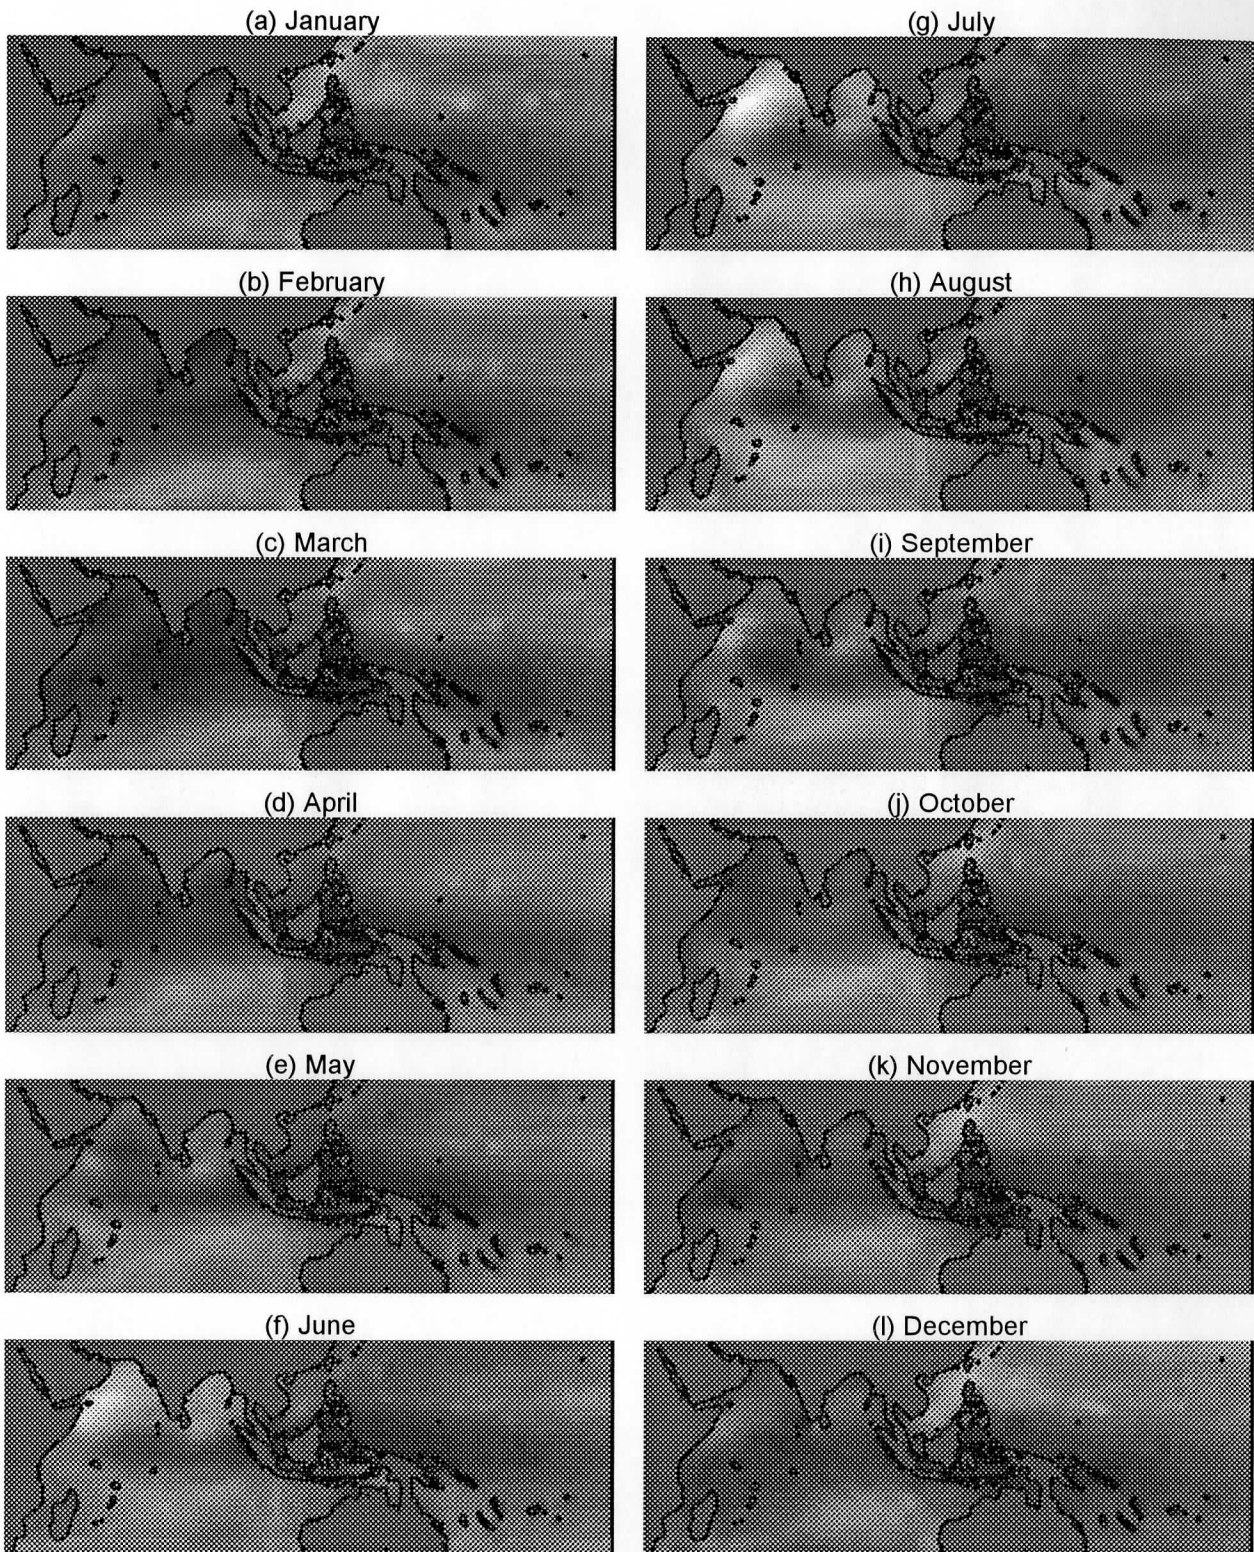 (a) January
(b) February
(c) March
(d) April
(e) May
(f) June
(g) July
(h) August
(i) September
(j) October
(k) November
(l) December